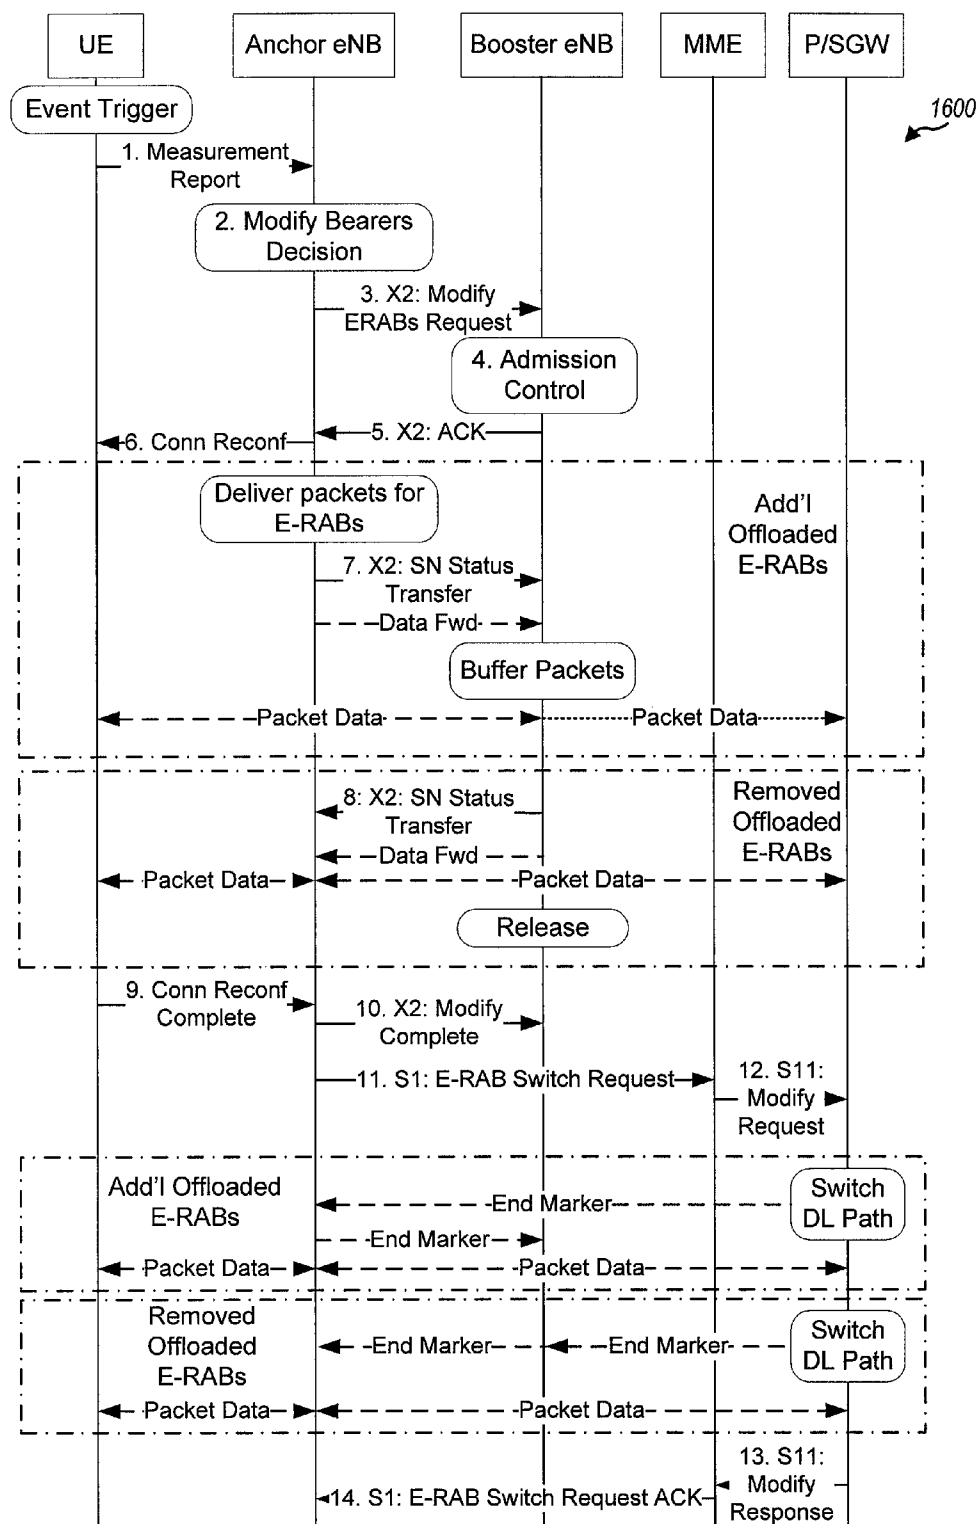 UE
Anchor eNB
Booster eNB
MME
P/SGW
Event Trigger
1600
1. Measurement
Report
2. Modify Bearers
Decision
3. X2: Modify
ERABs Request
4. Admission
Control
5. X2: ACK
6. Conn Reconf
Deliver packets for
E-RABs
Add'l
Offloaded
E-RABs
7. X2: SN Status
Transfer
Data Fwd
Buffer Packets
Packet Data
Packet Data
8: X2: SN Status
Transfer
Removed
Offloaded
E-RABs
Data Fwd
Packet Data
Packet Data
Release
9. Conn Reconf
Complete
10. X2: Modify
Complete
11. S1: E-RAB Switch Request
12. S11:
Modify
Request
Add'l Offloaded
E-RABs
End Marker
Switch
DL Path
End Marker
Packet Data
Packet Data
Removed
Offloaded
E-RABs
End Marker
End Marker
Switch
DL Path
Packet Data
Packet Data
13. S11:
Modify
Response
14. S1: E-RAB Switch Request ACK